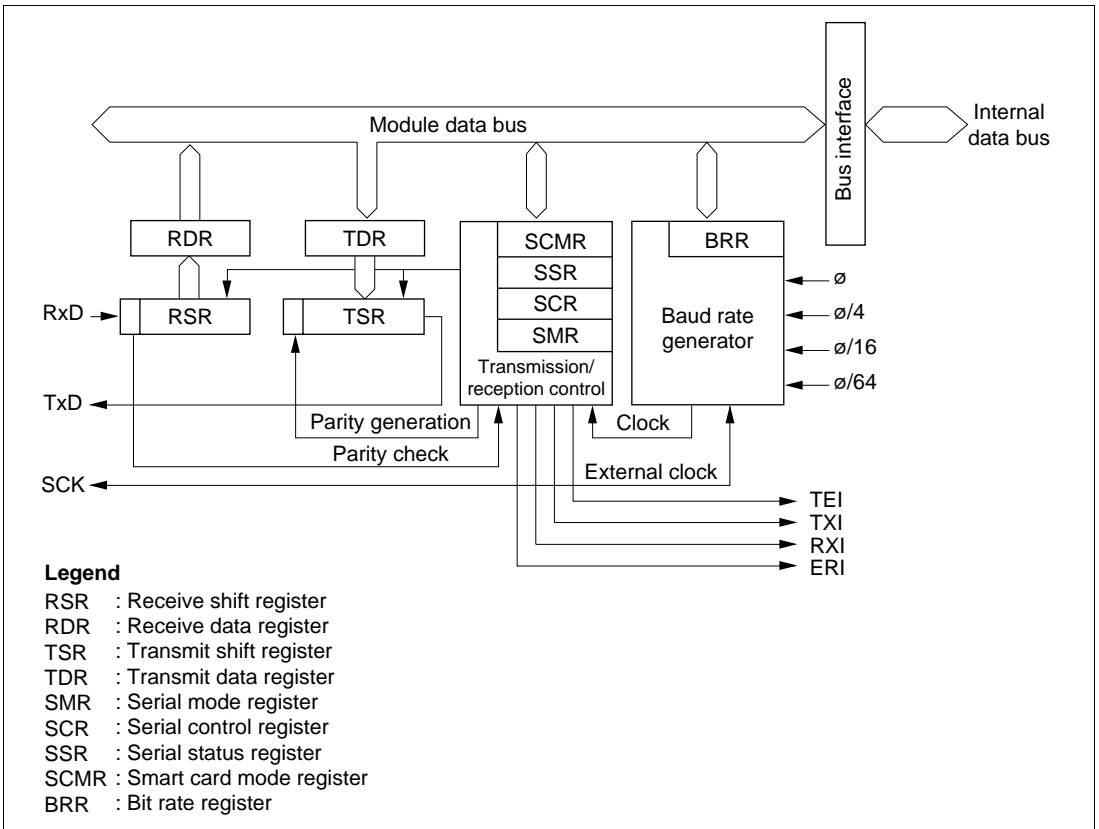 Module data bus
Bus interface
Internal
data bus
RDR
TDR
SCMR
SSR
SCR
SMR
Transmission/
reception control
BRR
Baud rate
generator
ø
ø/4
ø/16
ø/64
RxD
RSR
TSR
TxD
Parity generation
Parity check
Clock
SCK
External clock
TEI
TXI
RXI
ERI
Legend
RSR : Receive shift register
RDR : Receive data register
TSR : Transmit shift register
TDR : Transmit data register
SMR : Serial mode register
SCR : Serial control register
SSR : Serial status register
SCMR : Smart card mode register
BRR : Bit rate register